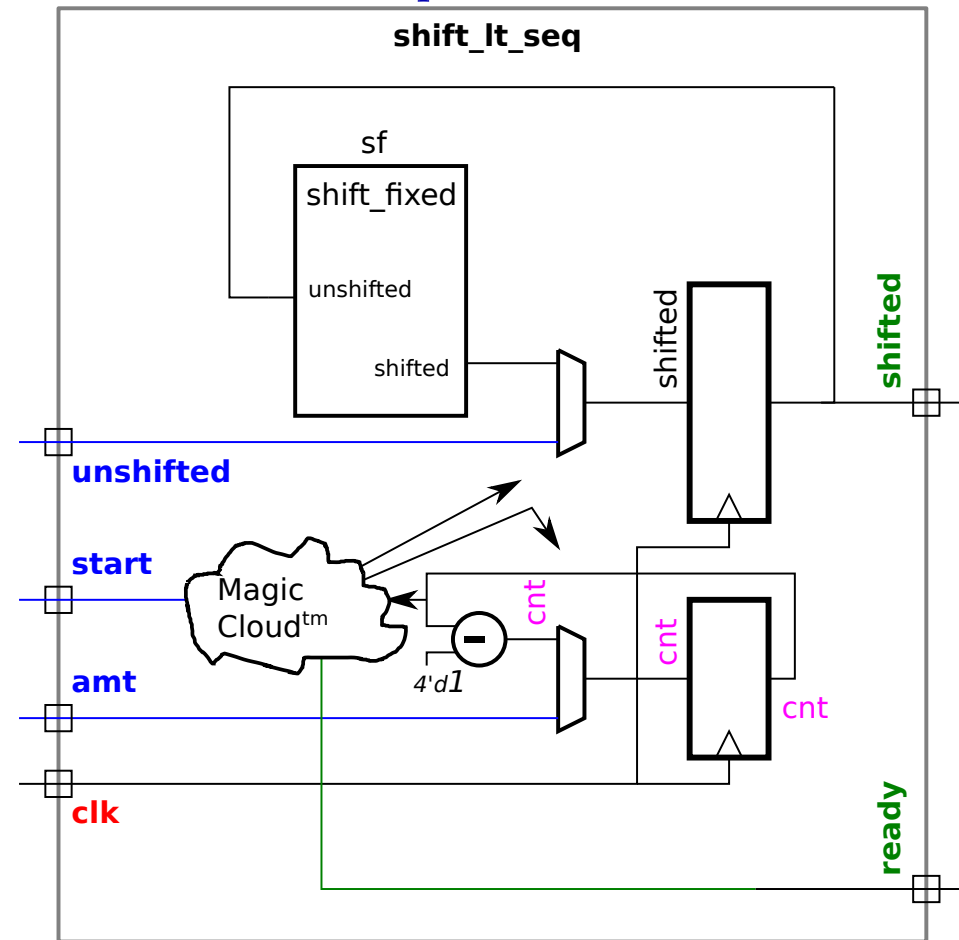 shift_lt_seq
sf
shift_fixed
unshifted
shifted
shifted
shifted
unshifted
start
Magic
Cloudtm
cnt
cnt
4'd1
amt
cnt
clk
ready